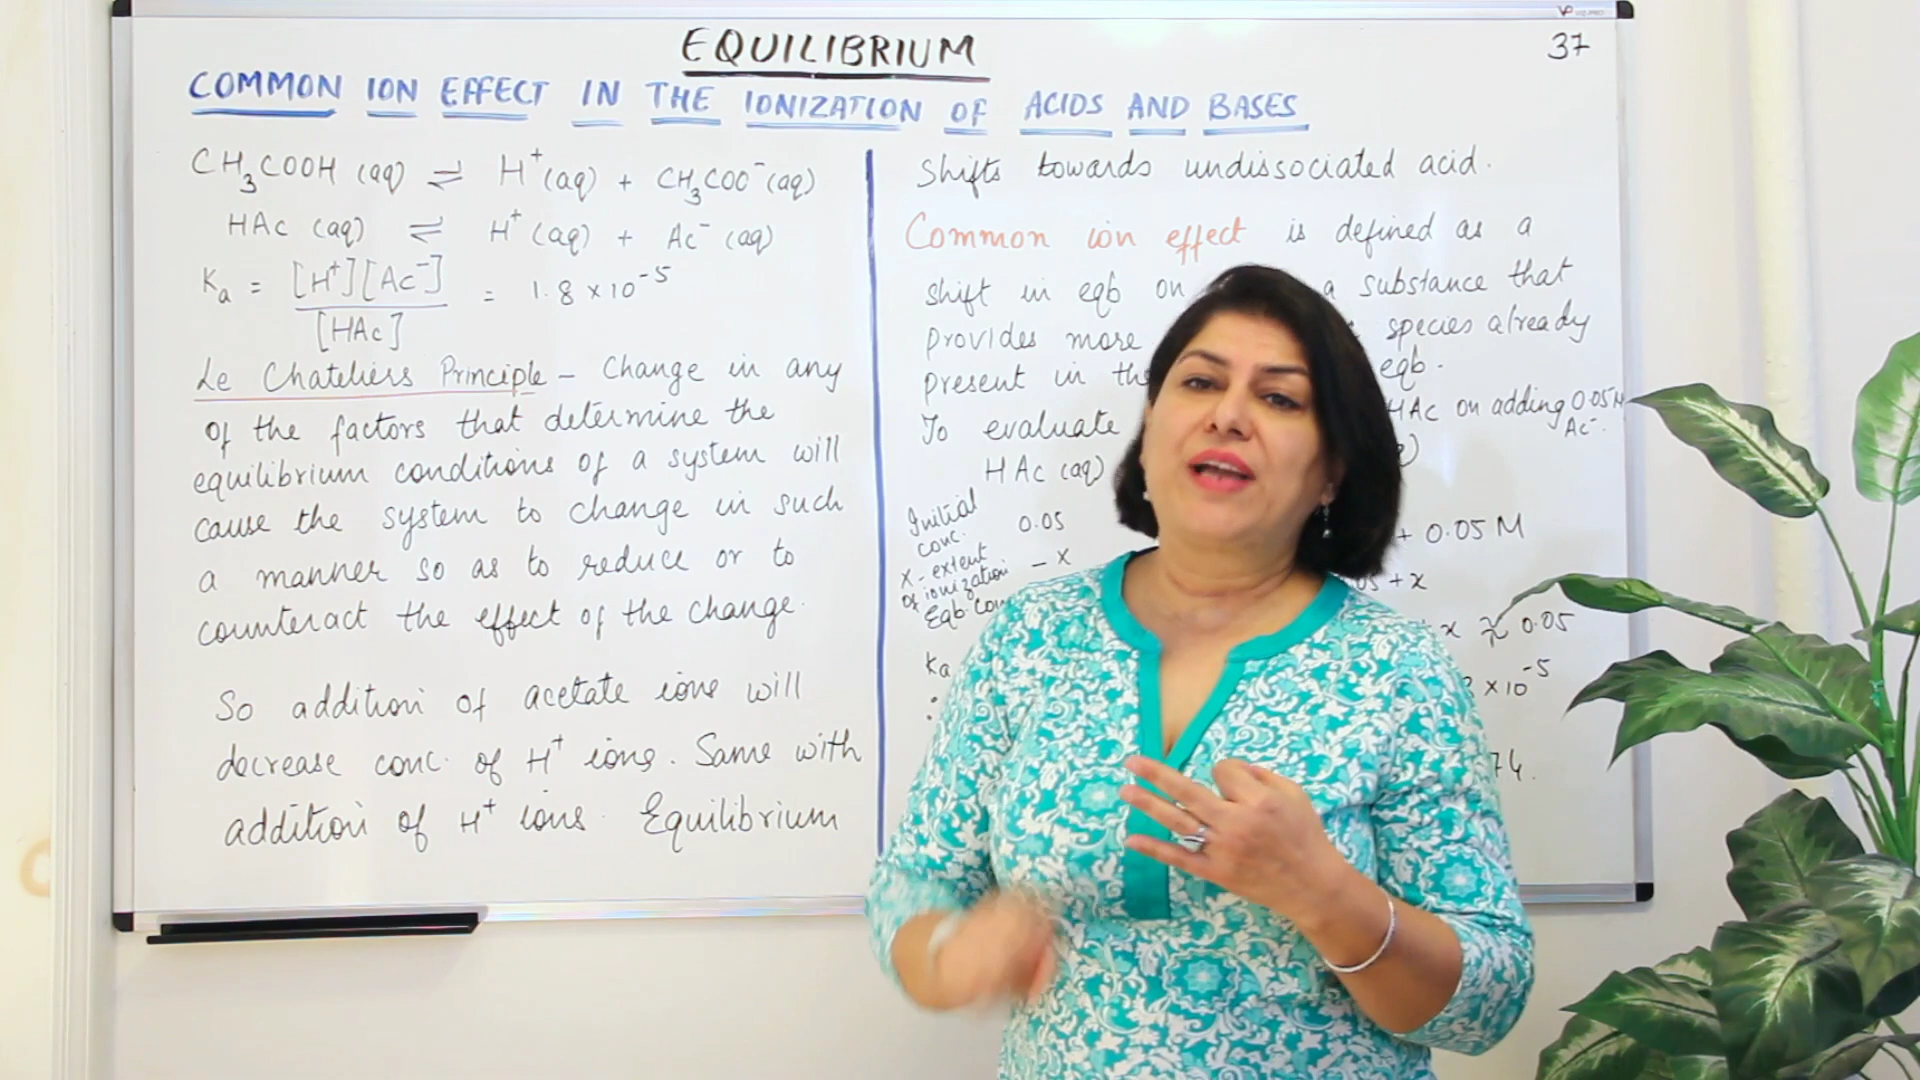 EQUILIBRIUM
37
COMMON ION EFFECT IN THE IONIZATION OF ACIDS AND BASES
CH₃COOH (aq) ⇌ H⁺(aq) + CH₃COO⁻(aq)
HAc (aq) ⇌ H⁺(aq) + Ac⁻(aq)
Ka = [H⁺][Ac⁻] = 1.8 × 10⁻⁵
[HAc]
Le Chateliers Principle – Change in any
of the factors that determine the
equilibrium conditions of a system will
cause the system to change in such
a manner so as to reduce or to
counteract the effect of the change.
So addition of acetate ions will
decrease conc. of H⁺ ions. Same with
addition of H⁺ ions. Equilibrium
Shifts towards undissociated acid.
Common ion effect is defined as a
shift in eqb on a substance that
provides more species already
present in the eqb.
To evaluate HAc on adding 0.05M
Ac⁻.
HAc (aq)
Initial
conc. 0.05 + 0.05 M
x - extent
of ionization - x 05 + x
Eqb. con x ≈ 0.05
Ka × 10⁻⁵
74.